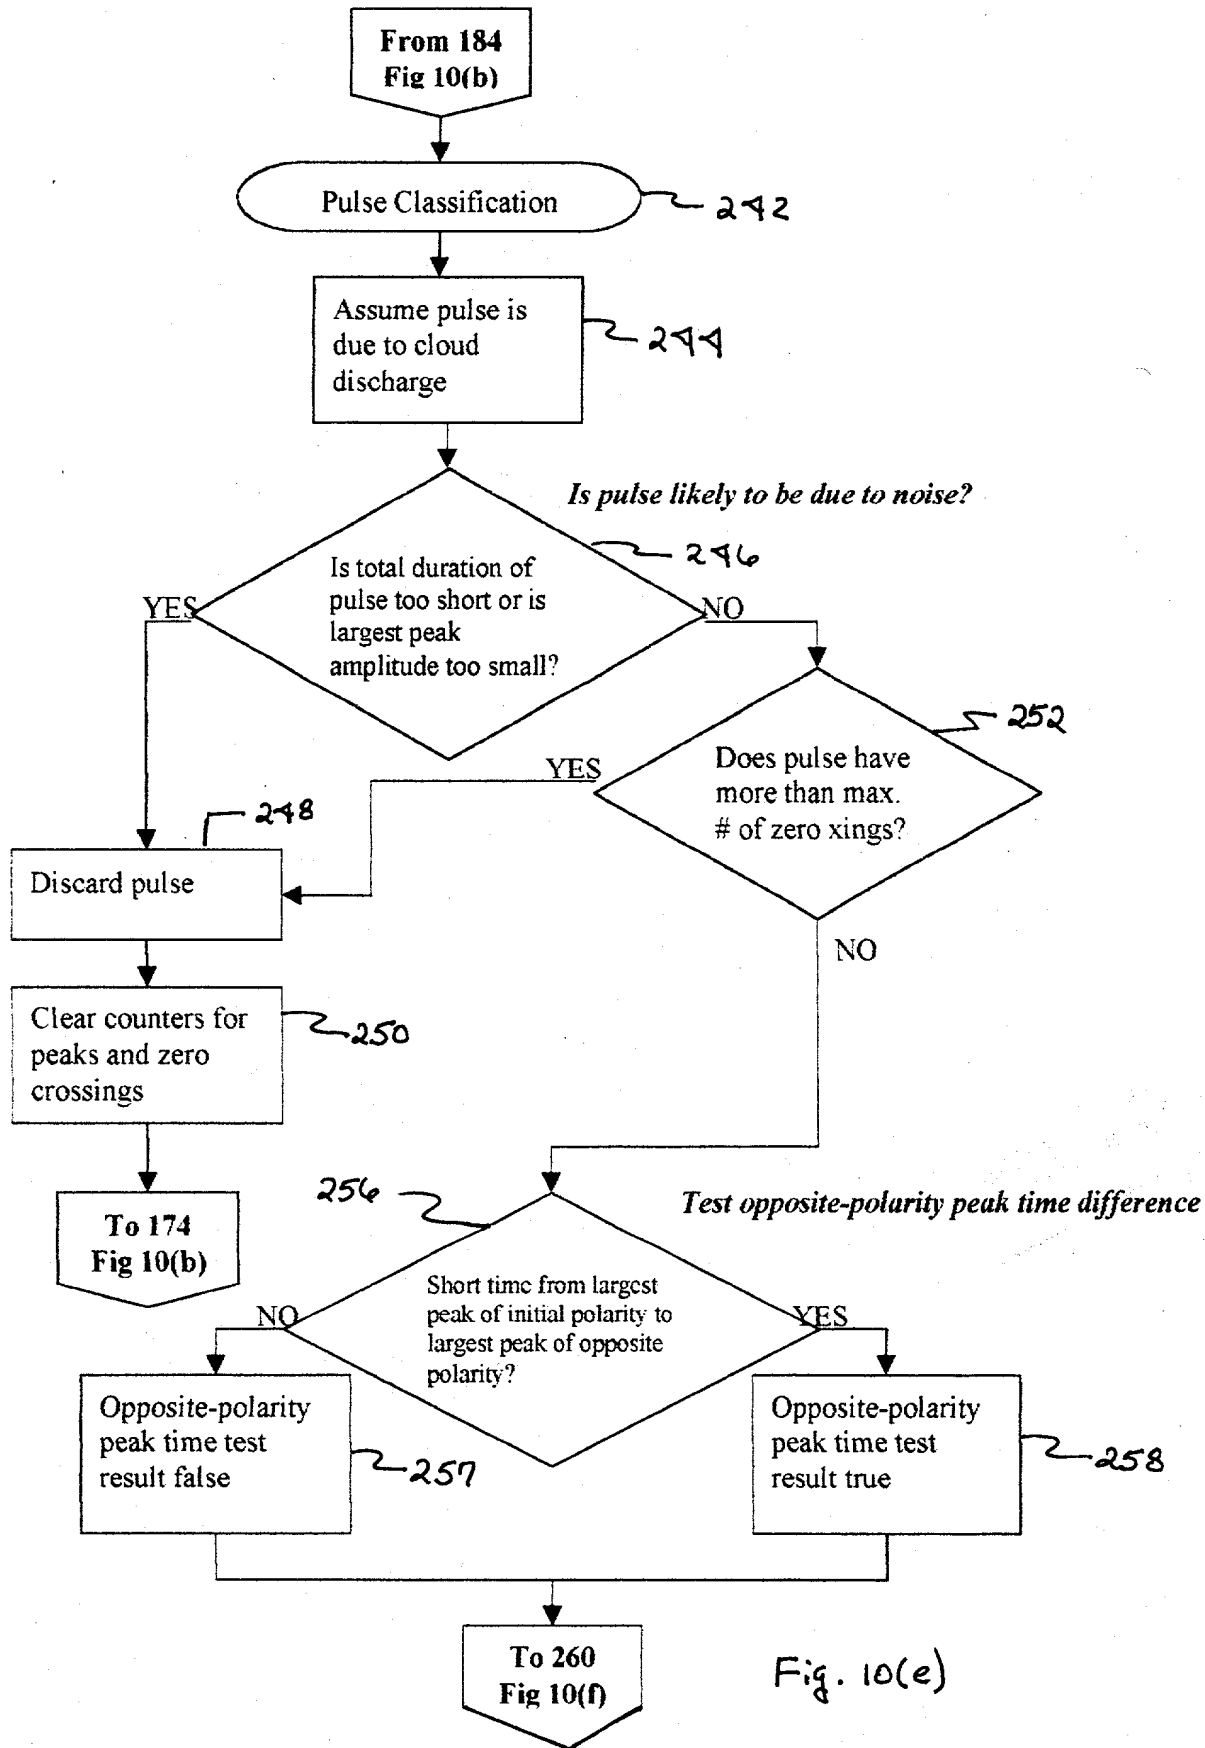 From 184
Fig 10(b)
Pulse Classification
242
Assume pulse is
due to cloud
discharge
244
Is pulse likely to be due to noise?
246
Is total duration of
pulse too short or is
largest peak
amplitude too small?
YES
NO
252
Does pulse have
more than max.
# of zero xings?
YES
248
Discard pulse
NO
Clear counters for
peaks and zero
crossings
250
256
Test opposite-polarity peak time difference
To 174
Fig 10(b)
Short time from largest
peak of initial polarity to
largest peak of opposite
polarity?
NO
YES
Opposite-polarity
peak time test
result false
257
Opposite-polarity
peak time test
result true
258
To 260
Fig 10(f)
Fig. 10(e)